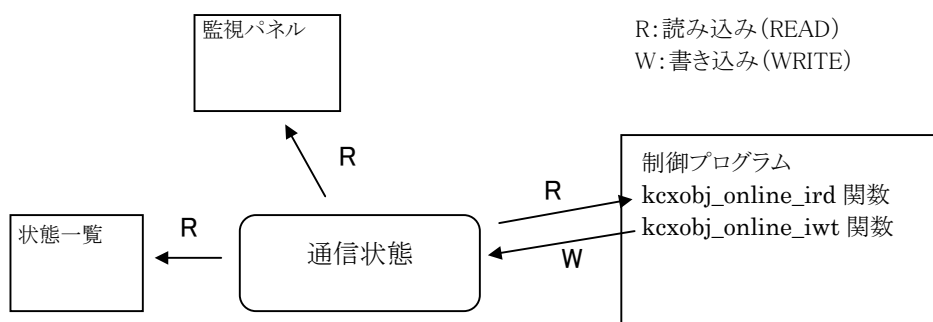 監視パネル
R:読み込み(READ)
W:書き込み(WRITE)
R
制御プログラム
R
kcxobj_online_ird 関数
状態一覧
R
通信状態
kcxobj_online_iwt 関数
W